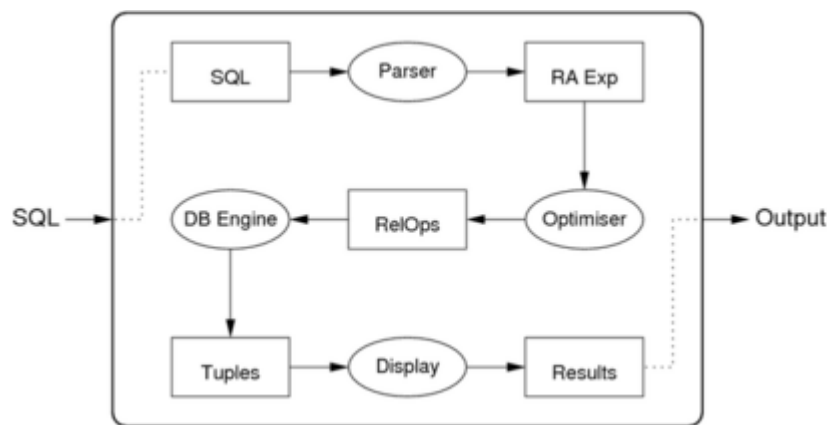 SQL
Parser
RA Exp
SQL
DB Engine
RelOps
Optimiser
Output
Tuples
Display
Results